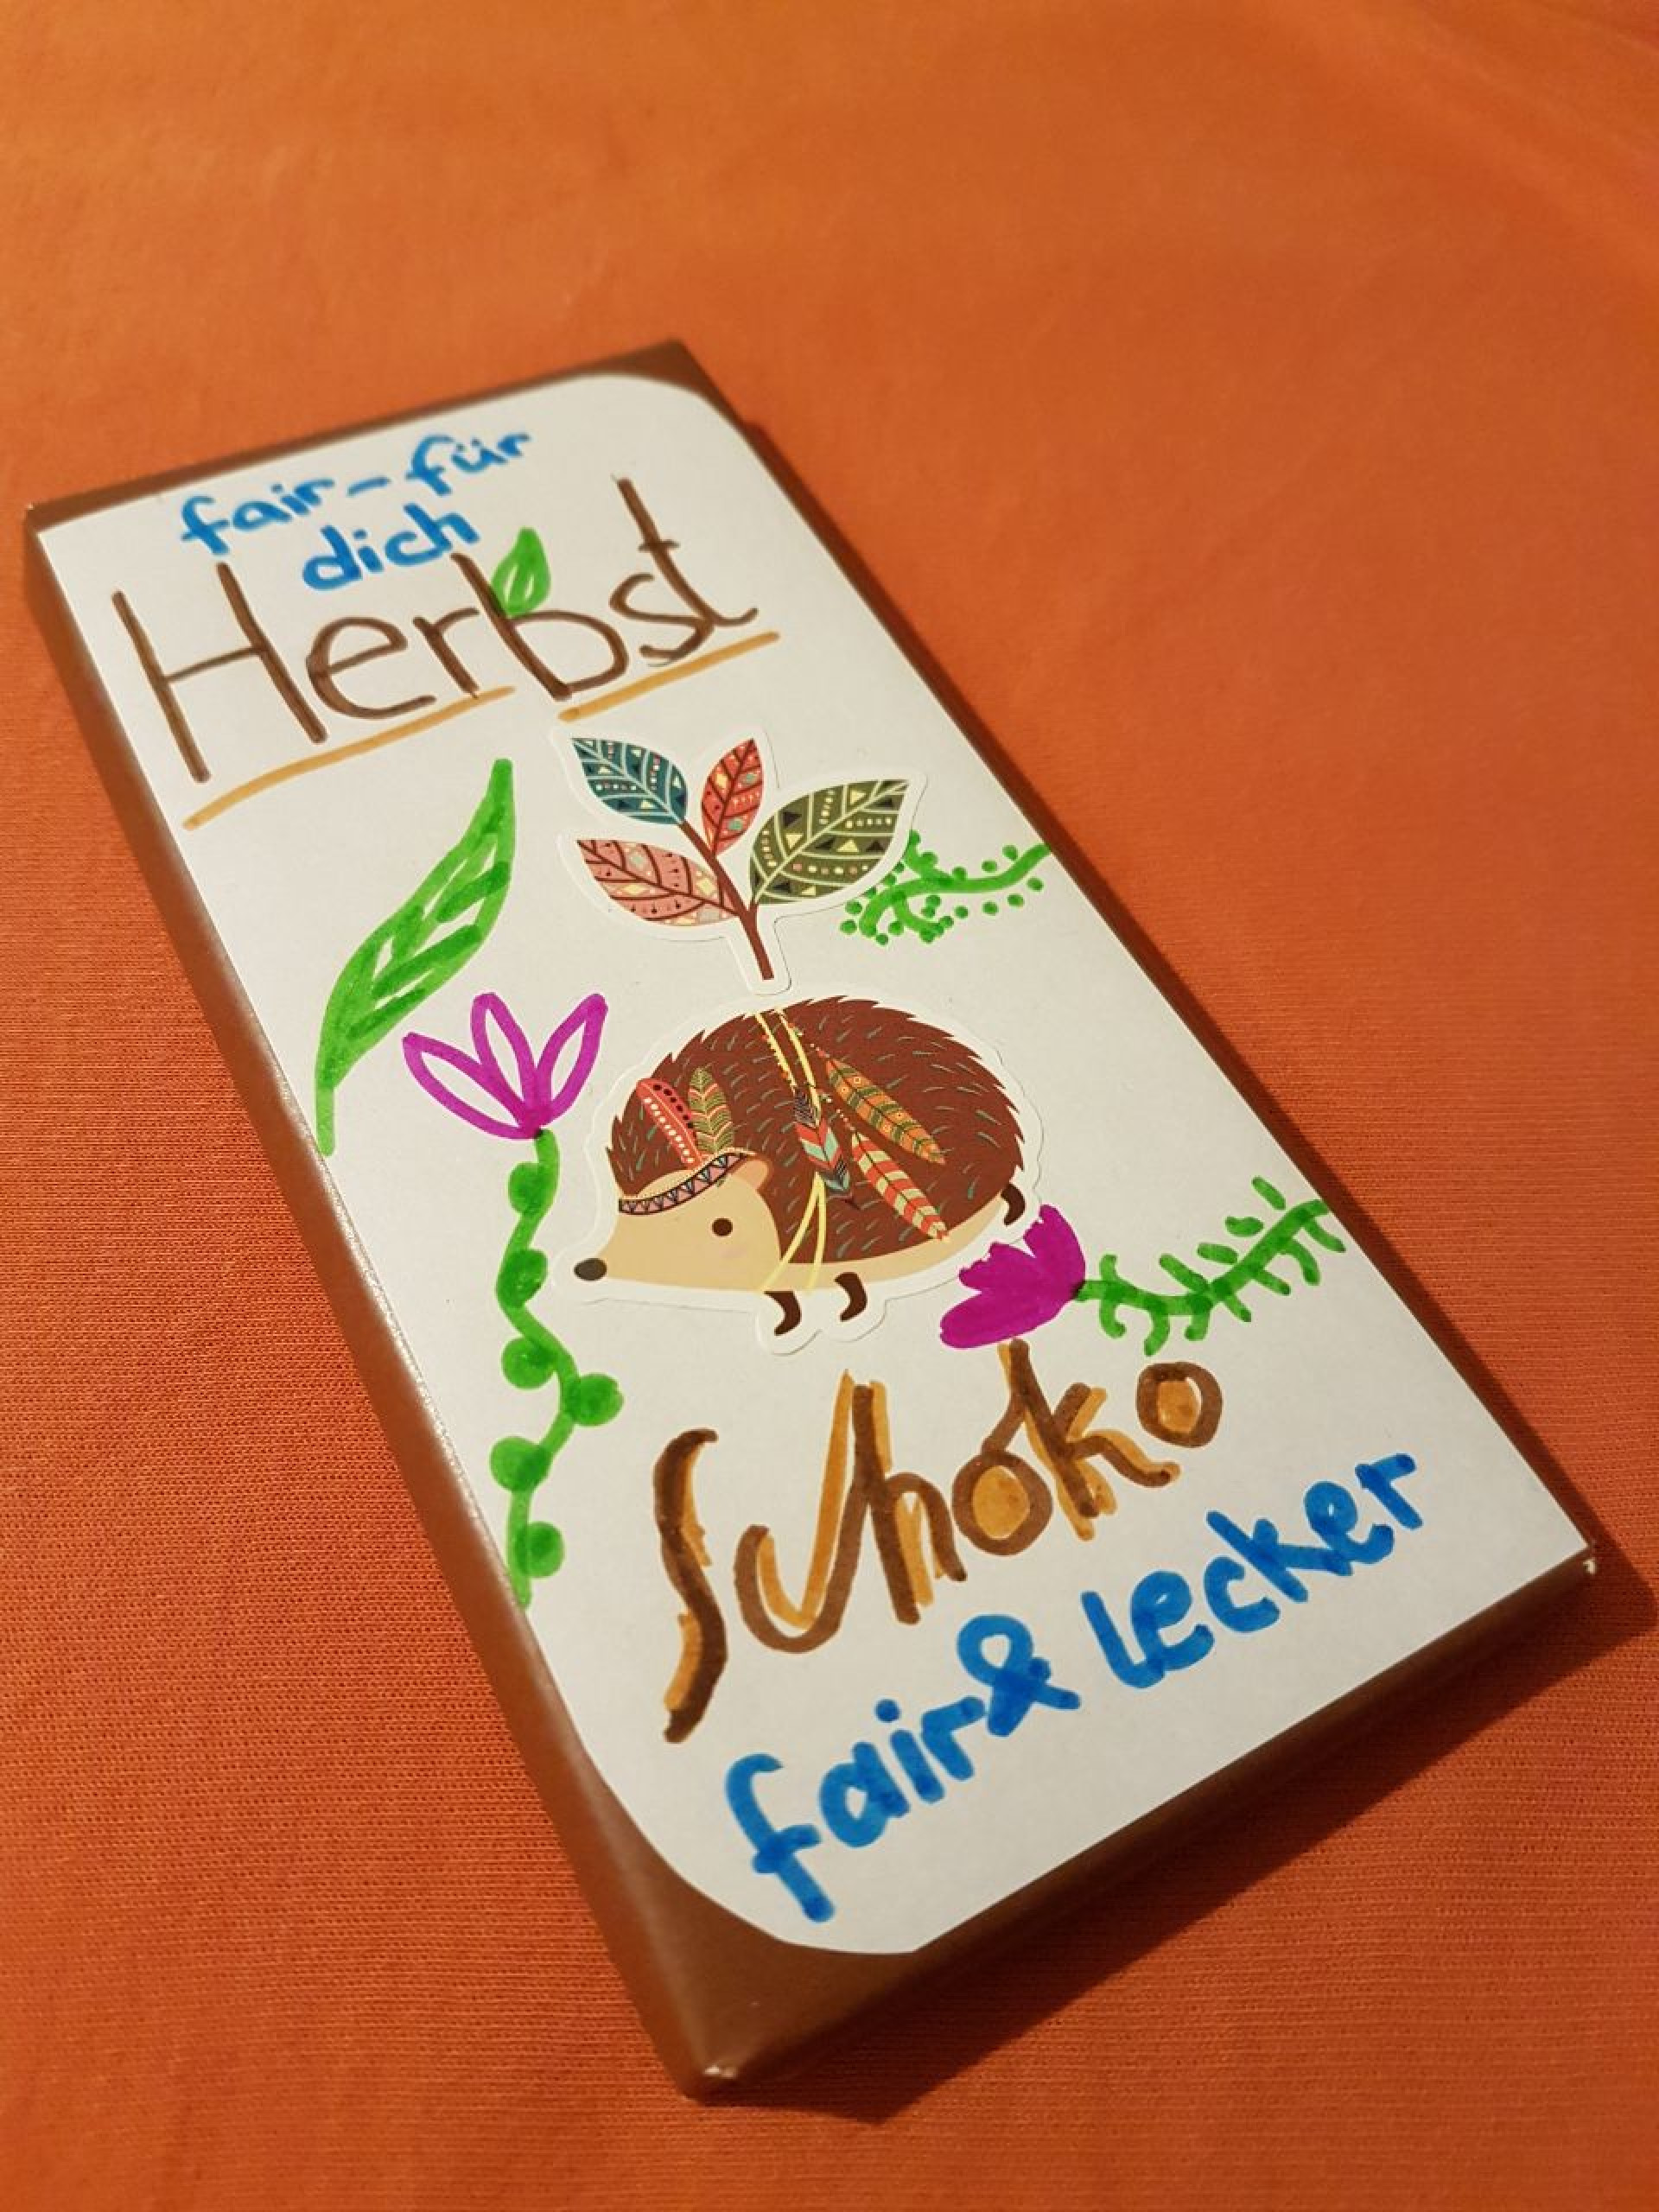 fair-für
dich
Herbst
Schoko
fair & lecker